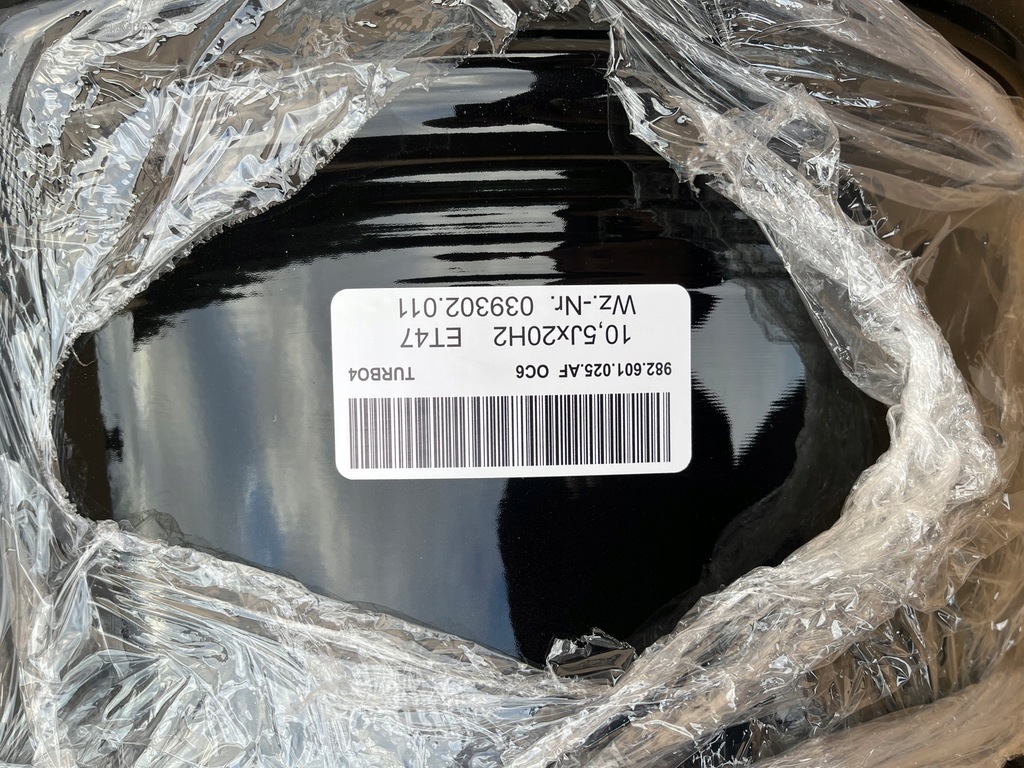 982.601.025.AF OC6 TURBO4
10,5Jx20H2 ET47
Wz.-Nr. 039302.011